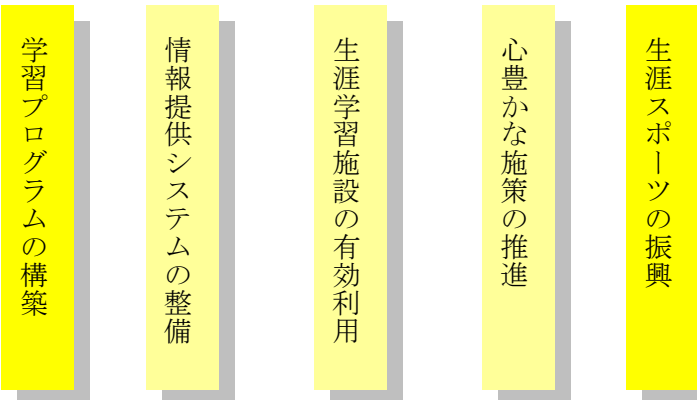 生涯スポーツの振興
心豊かな施策の推進
生涯学習施設の有効利用
情報提供システムの整備
学習プログラムの構築